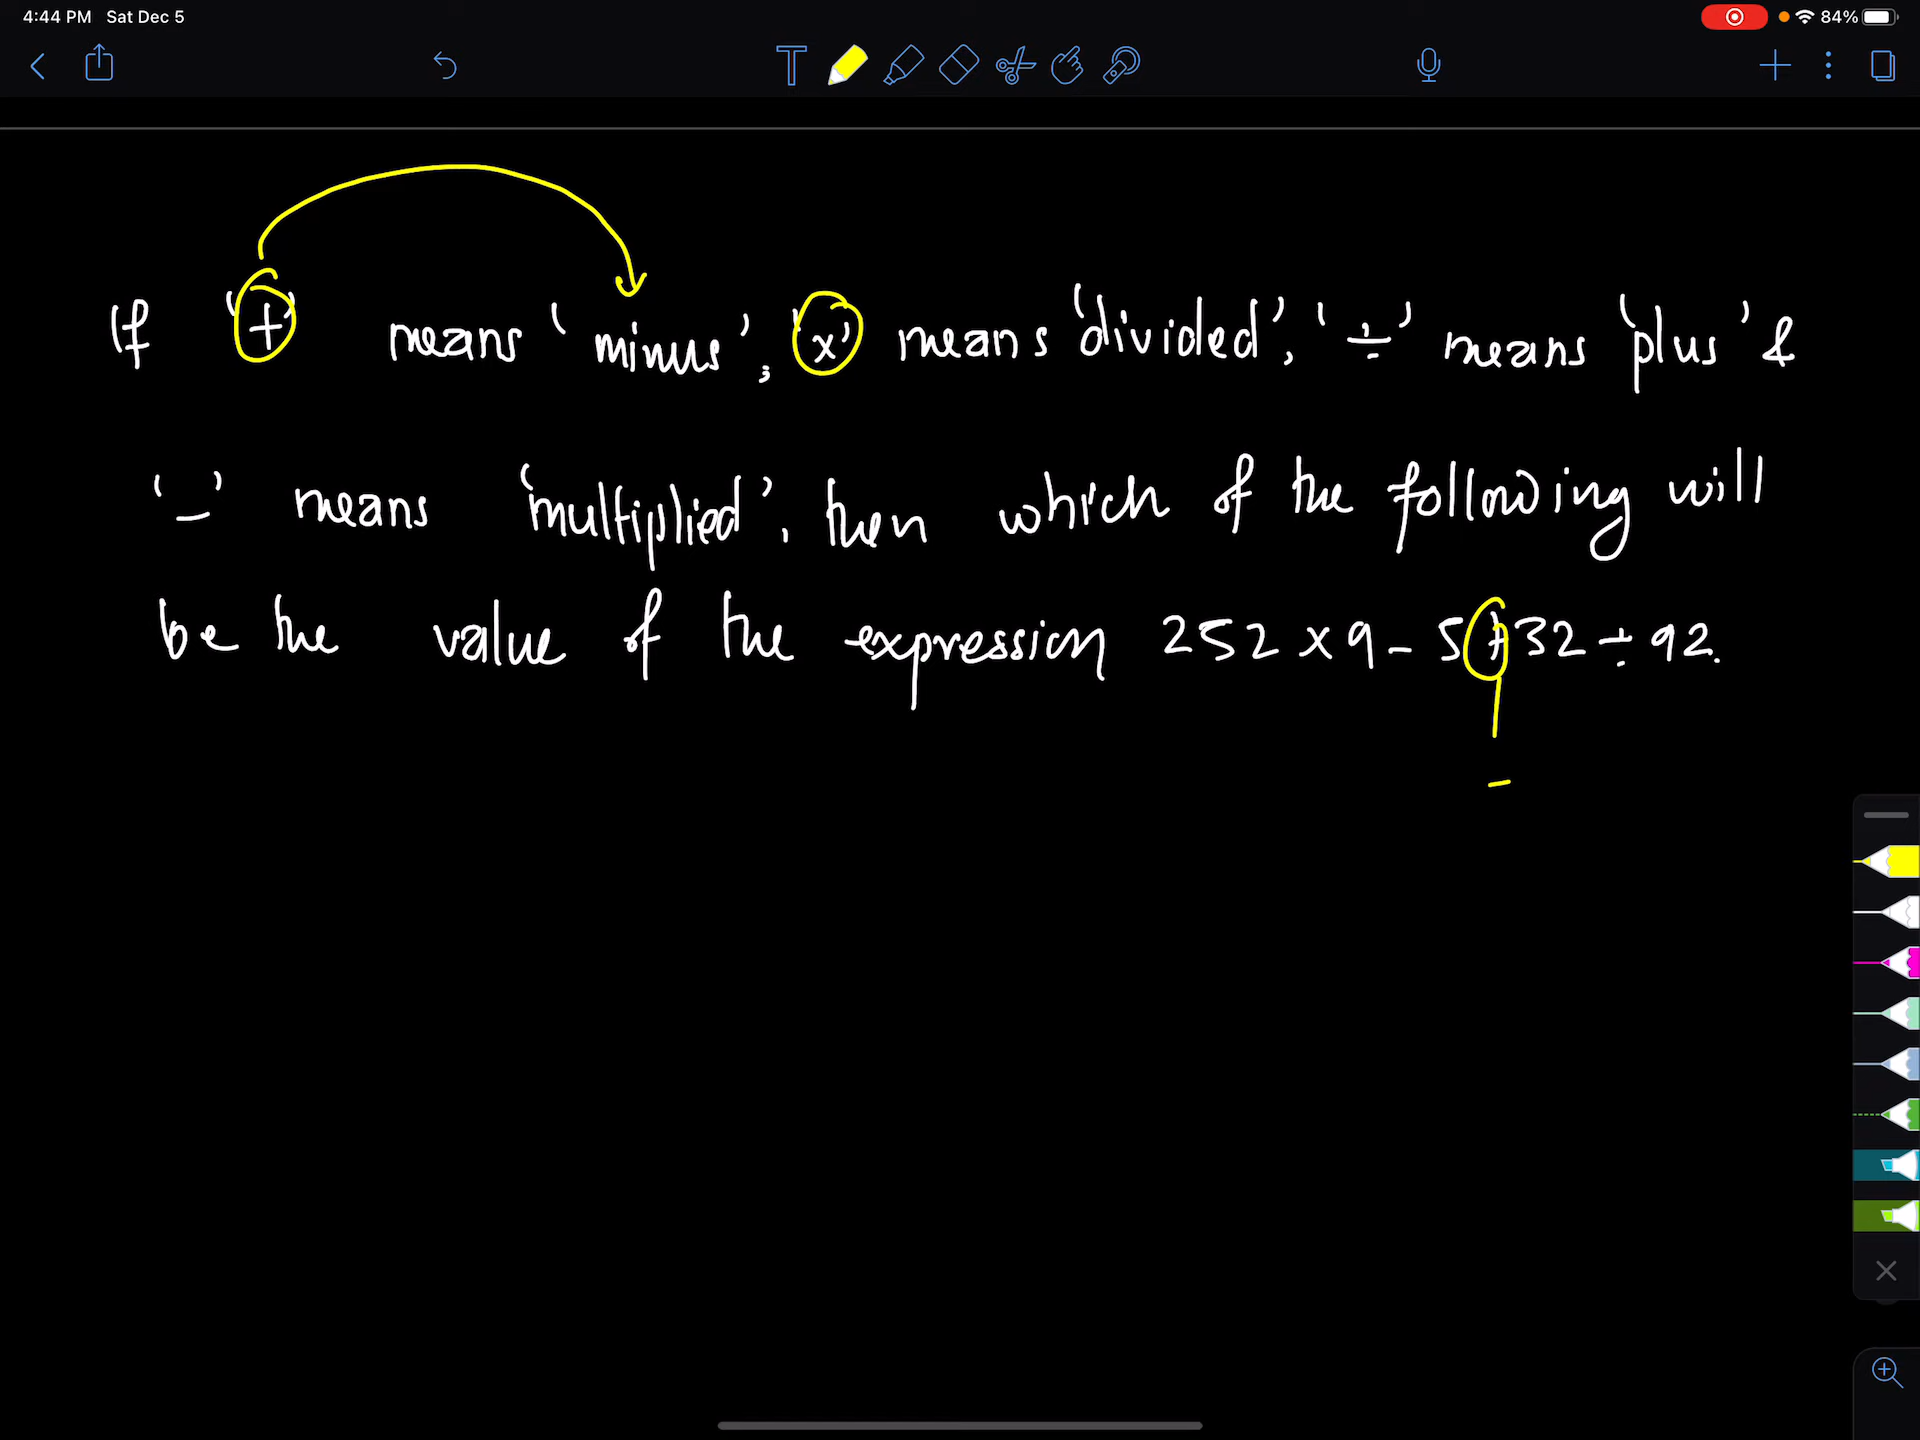 4:44 PM Sat Dec 5 84%
If '+' means 'minus', 'x' means 'divided', '÷' means 'plus' &
'-' means 'multiplied', then which of the following will
be the value of the expression 252 x 9 - 5 + 32 ÷ 92.
-